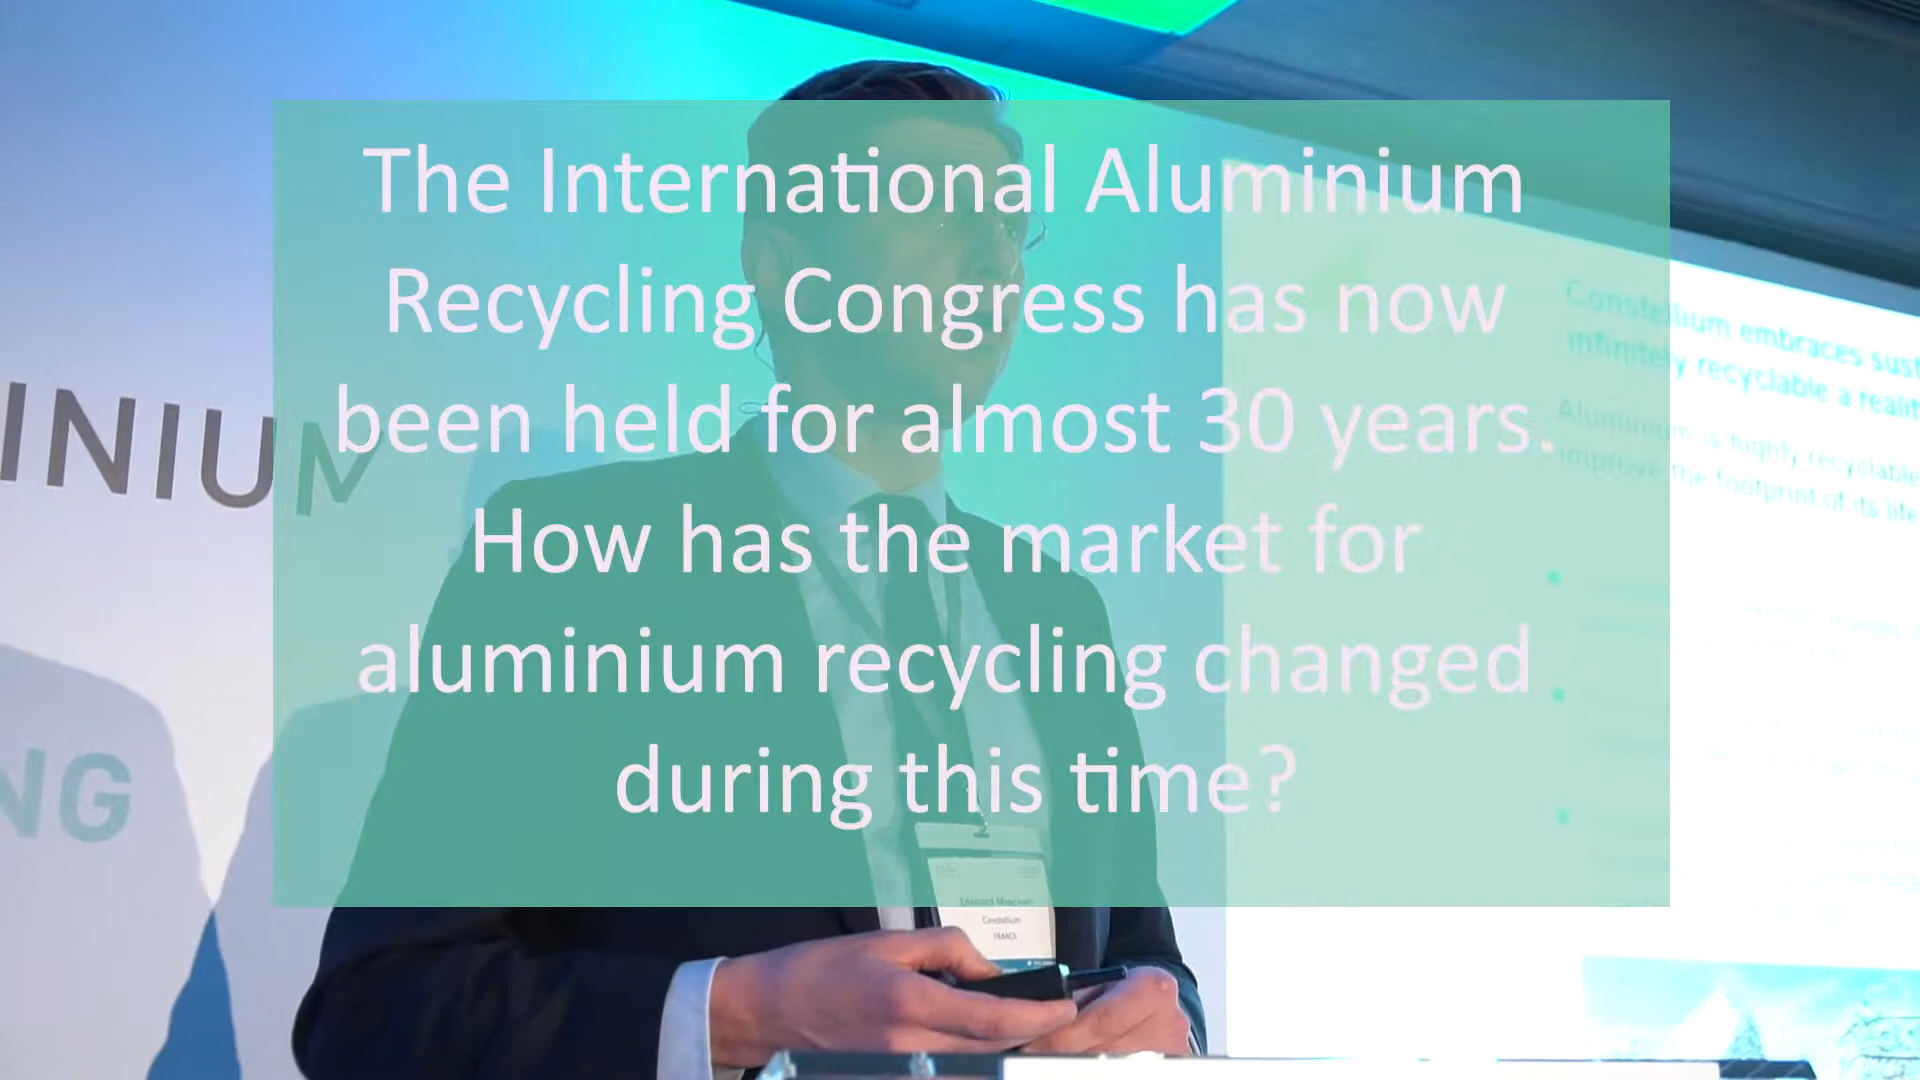 The International Aluminium
Recycling Congress has now
been held for almost 30 years.
How has the market for
aluminium recycling changed
during this time?
INIUM
NG
Constellium embraces sust
infinitely recyclable a realit
Aluminium is highly recyclable
improve the footprint of its life
Constellium
FRANCE